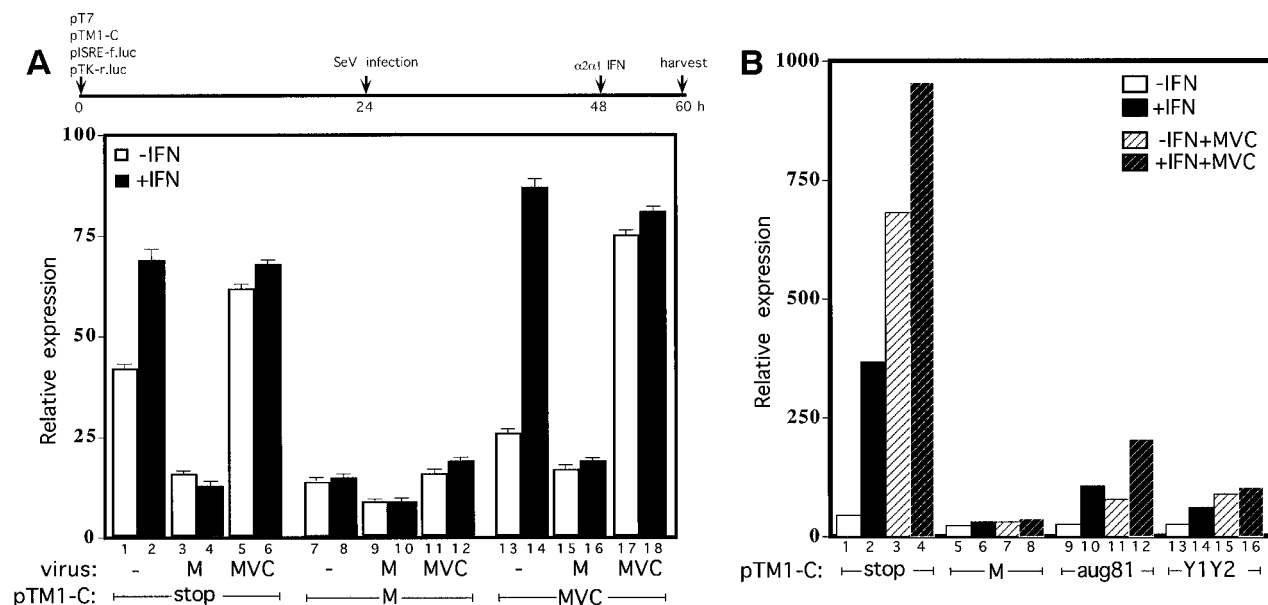 pT7
pTM1-C
pISRE-f.luc
pTK-r.luc
A
SeV infection
α2α1 IFN
harvest
0
24
48
60 h
100
75
50
25
0
Relative expression
-IFN
+IFN
1 2 3 4 5 6 7 8 9 10 11 12 13 14 15 16 17 18
virus: - M MVC - M MVC - M MVC
pTM1-C: stop M MVC
B
1000
750
500
250
0
Relative expression
-IFN
+IFN
-IFN+MVC
+IFN+MVC
1 2 3 4 5 6 7 8 9 10 11 12 13 14 15 16
pTM1-C: stop M aug81 Y1Y2